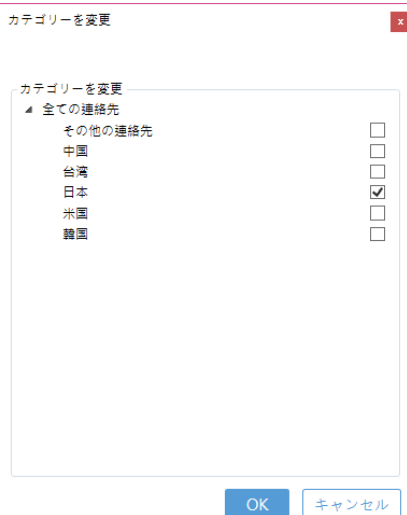 カテゴリーを変更
x
カテゴリーを変更
全ての連絡先
その他の連絡先
中国
台湾
日本
米国
韓国
OK
キャンセル